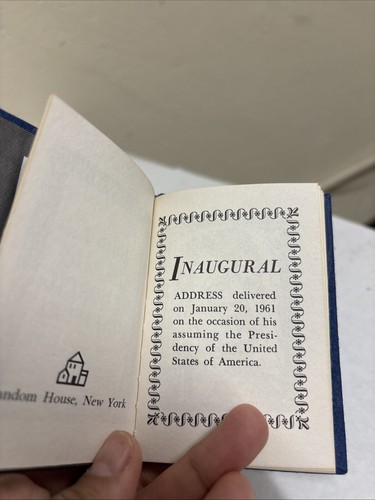 House, New York
INAUGURAL
ADDRESS delivered
on January 20, 1961
on the occasion of his
assuming the Presi-
dency of the United
States of America.